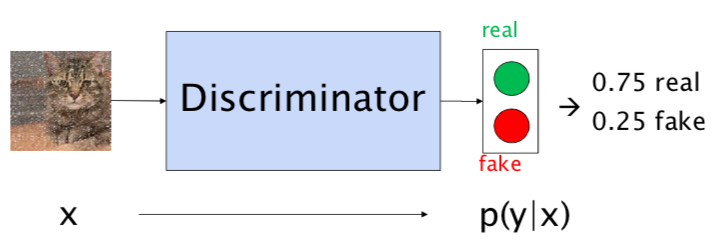 real
Discriminator
fake
→ 0.75 real
0.25 fake
x
p(y|x)